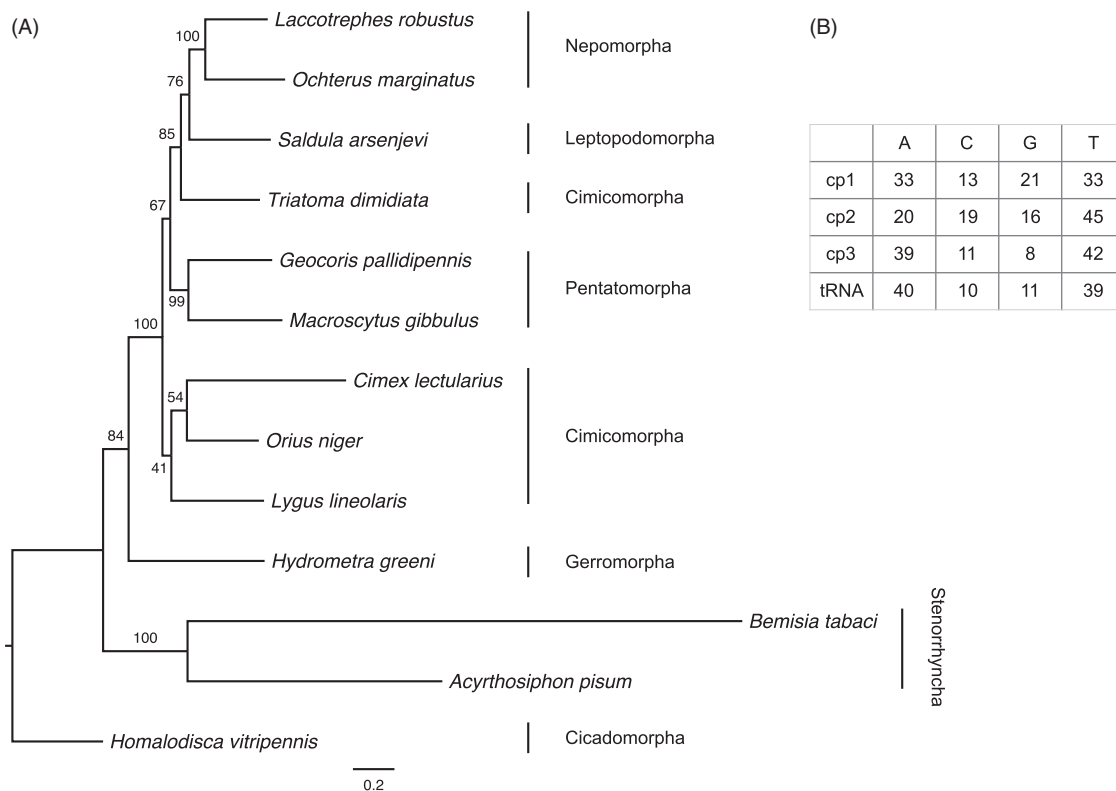 (A)
Laccotrephes robustus
100
Nepomorpha
Ochterus marginatus
76
85
Saldula arsenjevi
Leptopodomorpha
Triatoma dimidiata
Cimicomorpha
67
Geocoris pallidipennis
99
Pentatomorpha
Macroscytus gibbulus
100
Cimex lectularius
54
Orius niger
Cimicomorpha
84
41
Lygus lineolaris
Hydrometra greeni
Gerromorpha
Bemisia tabaci
100
Stenorrhyncha
Acyrthosiphon pisum
Homalodisca vitripennis
Cicadomorpha
0.2
(B)
A C G T
cp1 33 13 21 33
cp2 20 19 16 45
cp3 39 11 8 42
tRNA 40 10 11 39